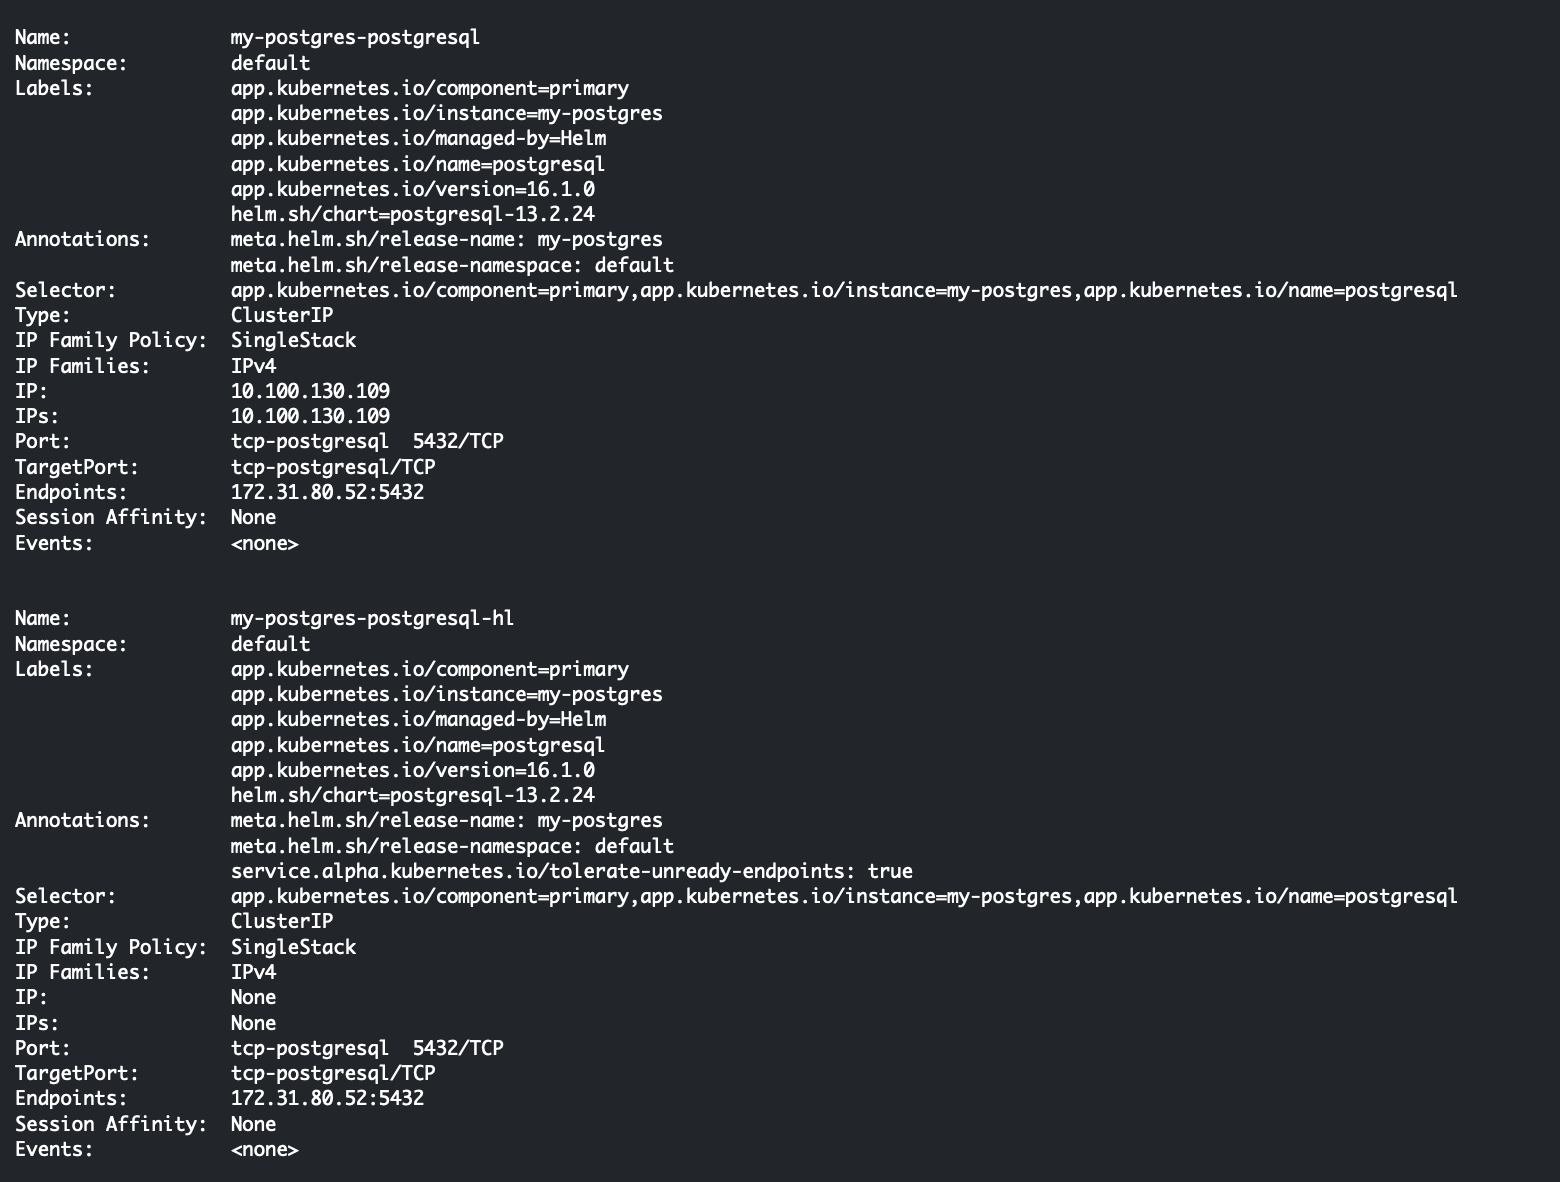 Name:              my-postgres-postgresql
Namespace:         default
Labels:            app.kubernetes.io/component=primary
                   app.kubernetes.io/instance=my-postgres
                   app.kubernetes.io/managed-by=Helm
                   app.kubernetes.io/name=postgresql
                   app.kubernetes.io/version=16.1.0
                   helm.sh/chart=postgresql-13.2.24
Annotations:       meta.helm.sh/release-name: my-postgres
                   meta.helm.sh/release-namespace: default
Selector:          app.kubernetes.io/component=primary,app.kubernetes.io/instance=my-postgres,app.kubernetes.io/name=postgresql
Type:              ClusterIP
IP Family Policy:  SingleStack
IP Families:       IPv4
IP:                10.100.130.109
IPs:               10.100.130.109
Port:              tcp-postgresql  5432/TCP
TargetPort:        tcp-postgresql/TCP
Endpoints:         172.31.80.52:5432
Session Affinity:  None
Events:            <none>

Name:              my-postgres-postgresql-hl
Namespace:         default
Labels:            app.kubernetes.io/component=primary
                   app.kubernetes.io/instance=my-postgres
                   app.kubernetes.io/managed-by=Helm
                   app.kubernetes.io/name=postgresql
                   app.kubernetes.io/version=16.1.0
                   helm.sh/chart=postgresql-13.2.24
Annotations:       meta.helm.sh/release-name: my-postgres
                   meta.helm.sh/release-namespace: default
                   service.alpha.kubernetes.io/tolerate-unready-endpoints: true
Selector:          app.kubernetes.io/component=primary,app.kubernetes.io/instance=my-postgres,app.kubernetes.io/name=postgresql
Type:              ClusterIP
IP Family Policy:  SingleStack
IP Families:       IPv4
IP:                None
IPs:               None
Port:              tcp-postgresql  5432/TCP
TargetPort:        tcp-postgresql/TCP
Endpoints:         172.31.80.52:5432
Session Affinity:  None
Events:            <none>